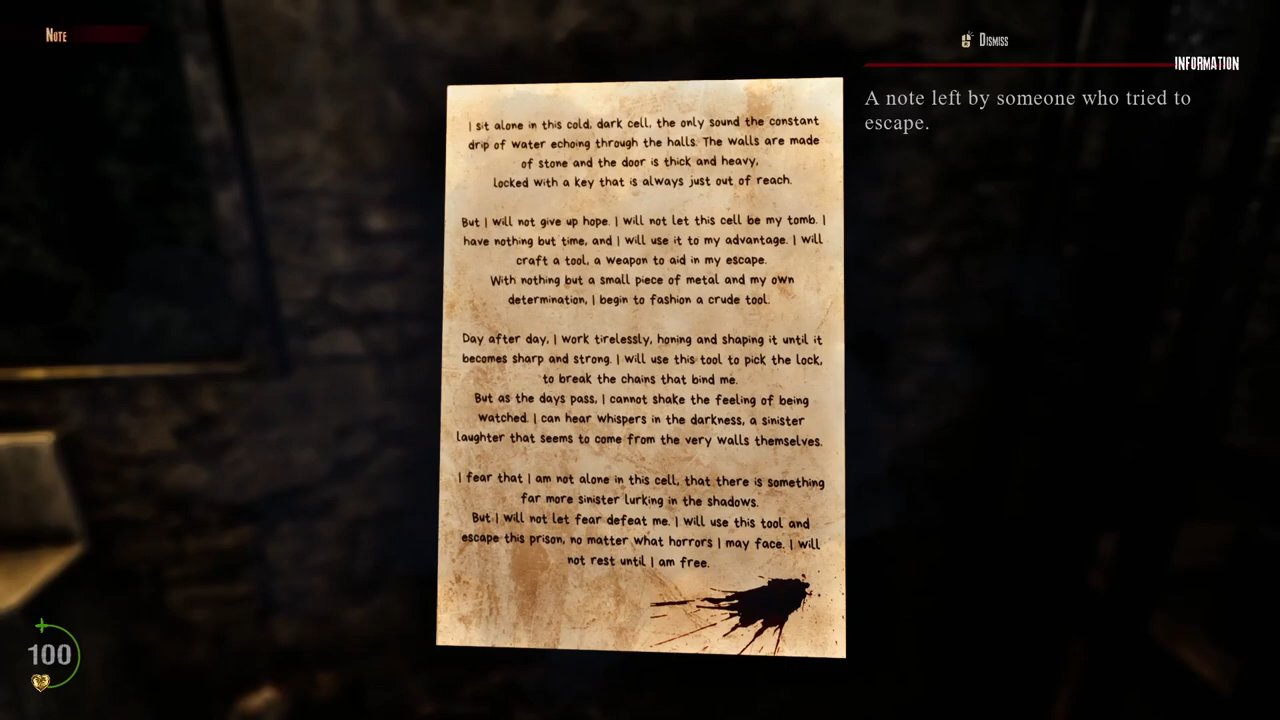 Note
Dismiss
INFORMATION
A note left by someone who tried to
escape.
I sit alone in this cold, dark cell, the only sound the constant
drip of water echoing through the halls. The walls are made
of stone and the door is thick and heavy,
locked with a key that is always just out of reach.
But I will not give up hope. I will not let this cell be my tomb. I
have nothing but time, and I will use it to my advantage. I will
craft a tool, a weapon to aid in my escape.
With nothing but a small piece of metal and my own
determination, I begin to fashion a crude tool.
Day after day, I work tirelessly, honing and shaping it until it
becomes sharp and strong. I will use this tool to pick the lock,
to break the chains that bind me.
But as the days pass, I cannot shake the feeling of being
watched. I can hear whispers in the darkness, a sinister
laughter that seems to come from the very walls themselves.
I fear that I am not alone in this cell, that there is something
far more sinister lurking in the shadows.
But I will not let fear defeat me. I will use this tool and
escape this prison, no matter what horrors I may face. I will
not rest until I am free.
100